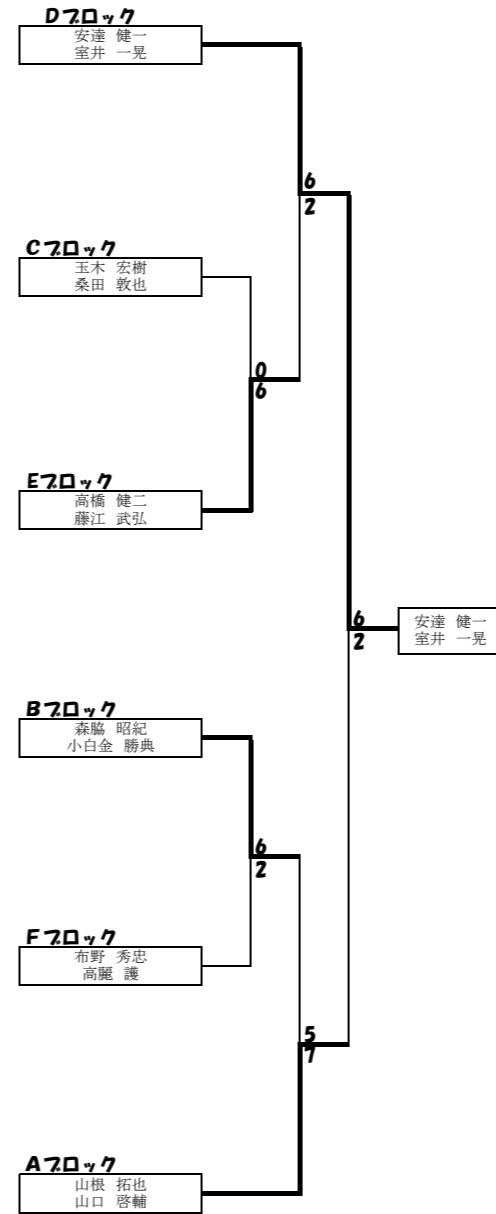 Dブロック
安達 健一
室井 一晃
6
2
Cブロック
玉木 宏樹
桑田 敦也
0
6
Eブロック
高橋 健二
藤江 武弘
6
2
安達 健一
室井 一晃
Bブロック
森脇 昭紀
小白金 勝典
6
2
Fブロック
布野 秀忠
高麗 護
5
7
Aブロック
山根 拓也
山口 啓輔